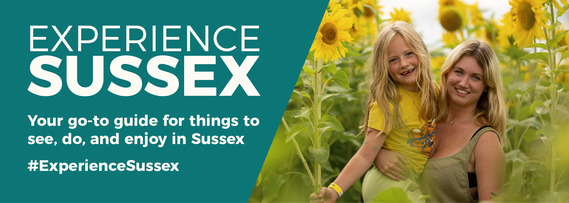 EXPERIENCE
SUSSEX
Your go-to guide for things to
see, do, and enjoy in Sussex
#ExperienceSussex